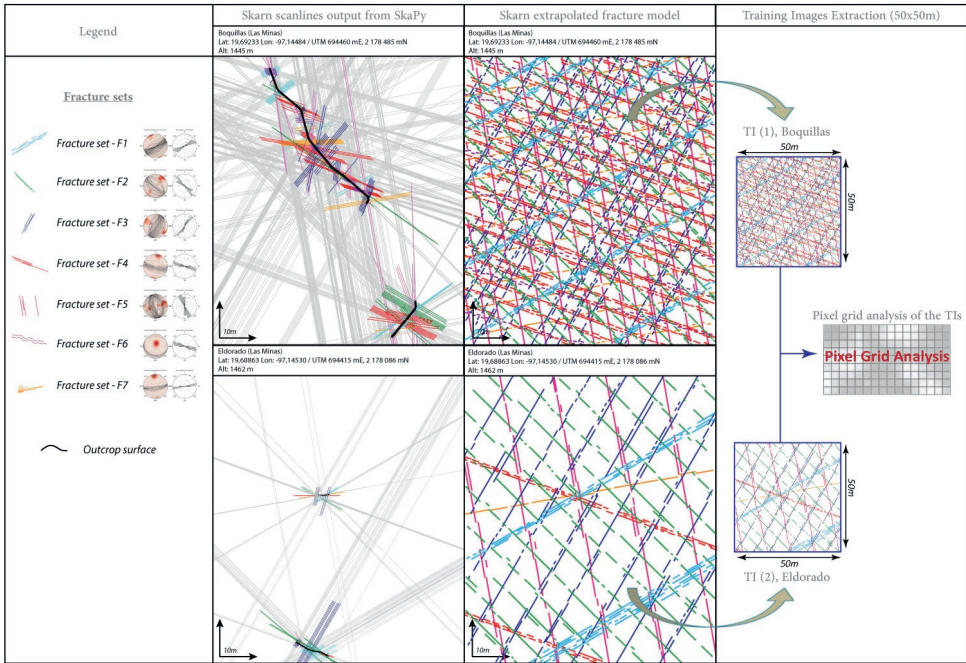 Legend
Skarn scanlines output from SkaPy
Skarn extrapolated fracture model
Training Images Extraction (50x50m)
Fracture sets
Fracture set - F1
Fracture set - F2
Fracture set - F3
Fracture set - F4
Fracture set - F5
Fracture set - F6
Fracture set - F7
Outcrop surface
Boquillas (Las Minas)
Lat: 19,69233 Lon: -97,14484 / UTM 694460 mE, 2 178 485 mN
Alt: 1445 m
10m
Boquillas (Las Minas)
Lat: 19,69233 Lon: -97,14484 / UTM 694460 mE, 2 178 485 mN
Alt: 1445 m
10m
Eldorado (Las Minas)
Lat: 19,68863 Lon: -97,14530 / UTM 694415 mE, 2 178 086 mN
Alt: 1462 m
10m
Eldorado (Las Minas)
Lat: 19,68863 Lon: -97,14530 / UTM 694415 mE, 2 178 086 mN
Alt: 1462 m
10m
TI (1), Boquillas
50m
50m
Pixel grid analysis of the TIs
Pixel Grid Analysis
50m
50m
TI (2), Eldorado